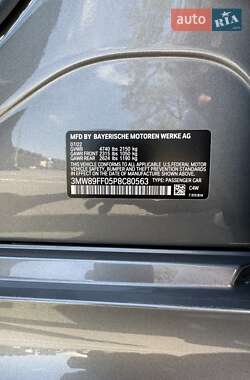 AUTO
RIA
MFD BY BAYERISCHE MOTOREN WERKE AG
07/22
GVWR 4740 lbs 2150 kg
GAWR FRONT 2315 lbs 1050 kg
GAWR REAR 2624 lbs 1190 kg
THIS VEHICLE CONFORMS TO ALL APPLICABLE
U.S. FEDERAL MOTOR VEHICLE SAFETY, BUMPER,
AND THEFT PREVENTION STANDARDS IN EFFECT ON
THE DATE OF MANUFACTURE SHOWN ABOVE.
3MW89FF05P8C80563
TYPE: PASSENGER CAR
C4W